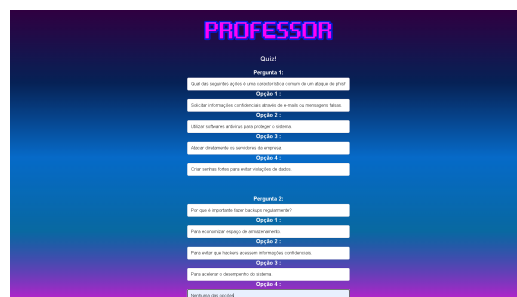 PROFESSOR
Quiz!
Pergunta 1:
Qual das seguintes ações é uma característica comum de um ataque de phish
Opção 1 :
Solicitar informações confidenciais através de e-mails ou mensagens falsas.
Opção 2 :
Utilizar softwares antivírus para proteger o sistema.
Opção 3 :
Atacar diretamente os servidores da empresa.
Opção 4 :
Criar senhas fortes para evitar violações de dados.
Pergunta 2:
Por que é importante fazer backups regularmente?
Opção 1 :
Para economizar espaço de armazenamento.
Opção 2 :
Para evitar que hackers acessem informações confidenciais.
Opção 3 :
Para acelerar o desempenho do sistema.
Opção 4 :
Nenhuma das opções